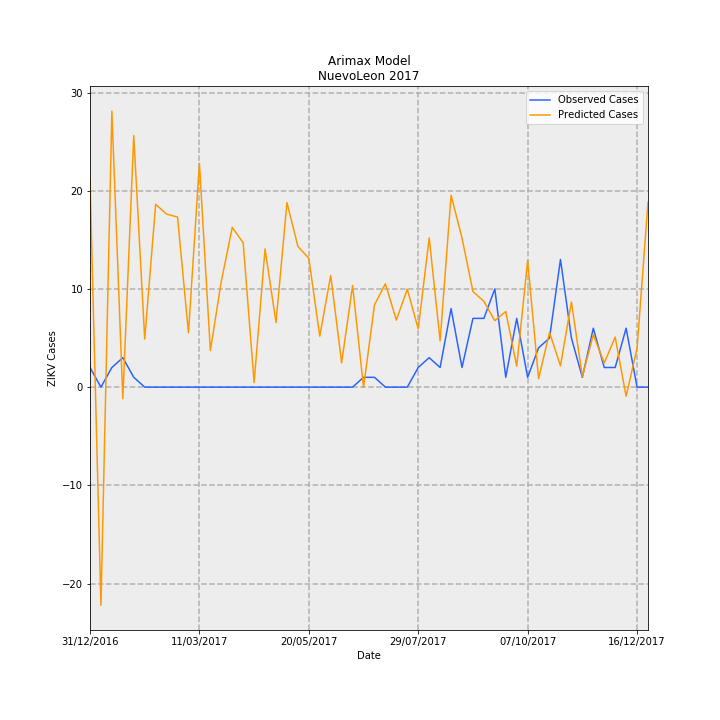 Arimax Model
NuevoLeon 2017
Observed Cases
Predicted Cases
30
20
10
0
−10
−20
ZIKV Cases
31/12/2016
11/03/2017
20/05/2017
29/07/2017
07/10/2017
16/12/2017
Date